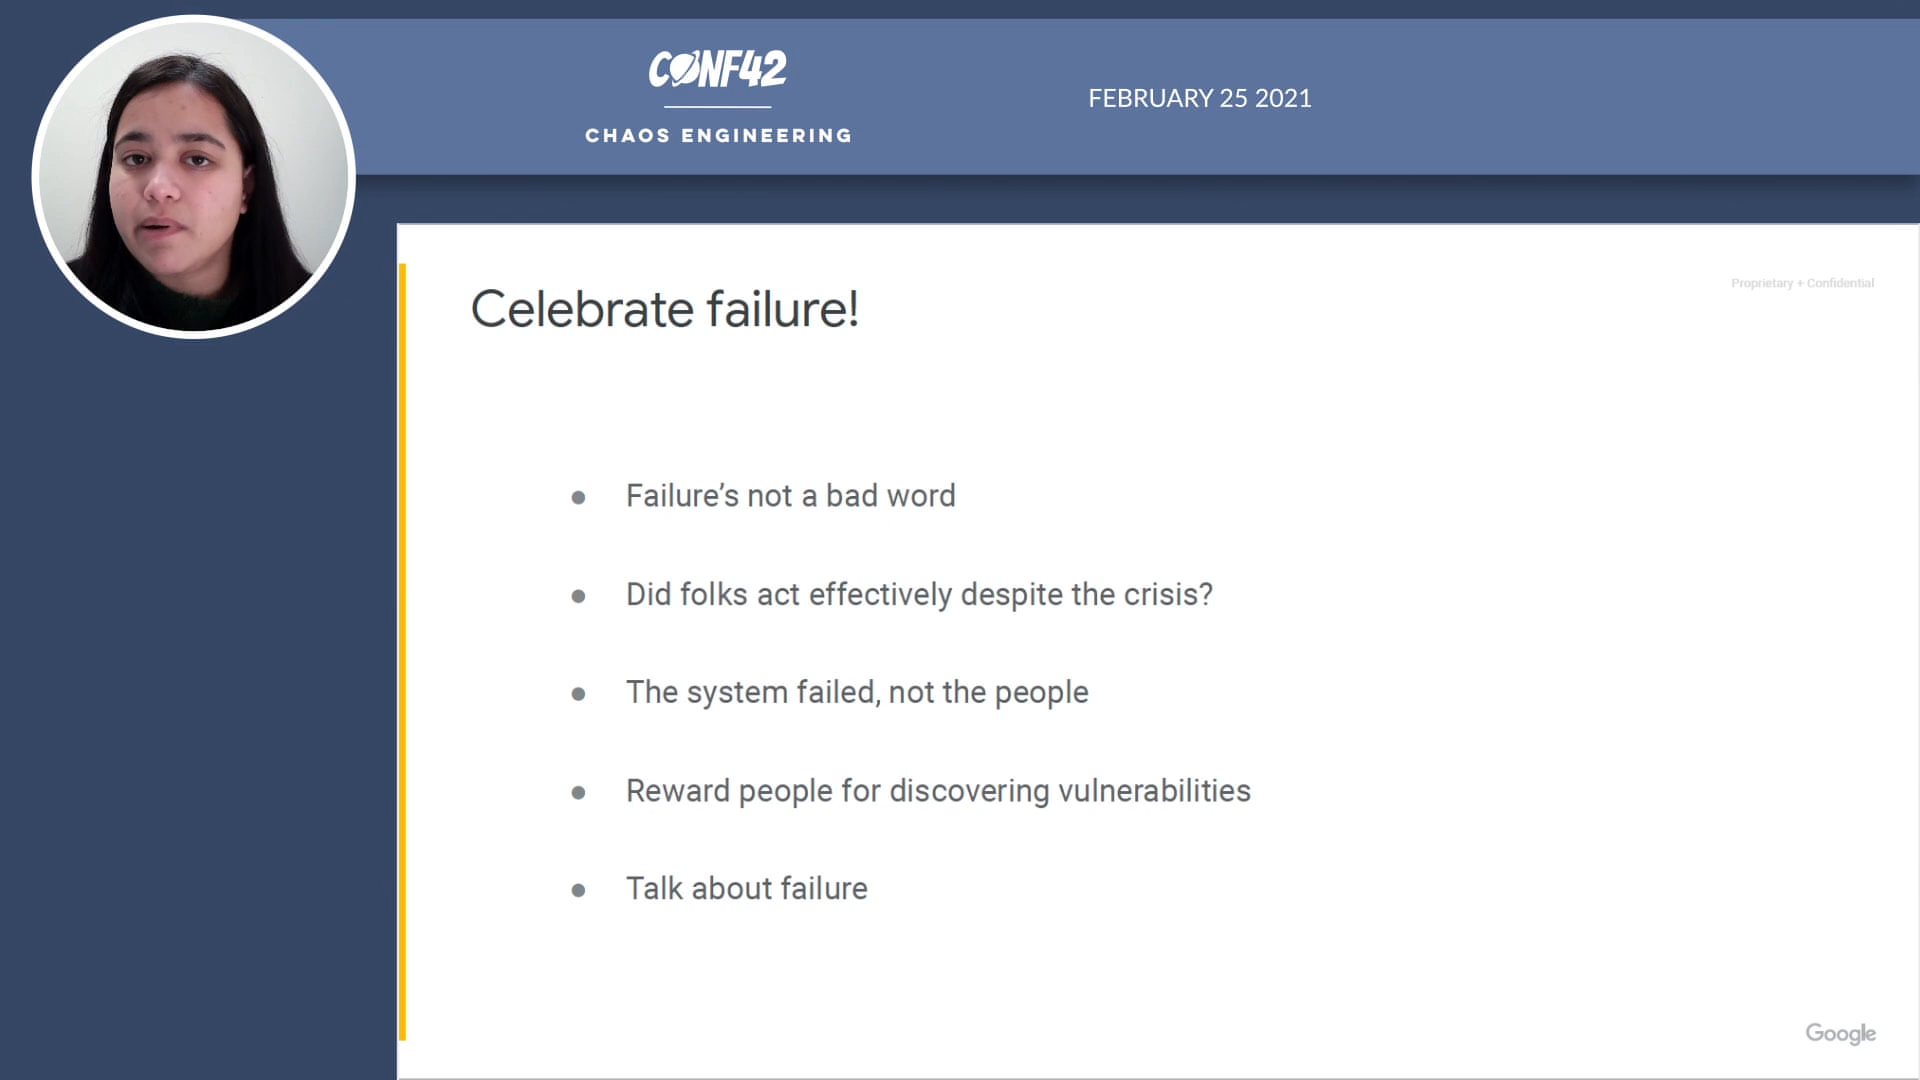 CONF42
CHAOS ENGINEERING
FEBRUARY 25 2021
Proprietary + Confidential
Celebrate failure!
● Failure’s not a bad word
● Did folks act effectively despite the crisis?
● The system failed, not the people
● Reward people for discovering vulnerabilities
● Talk about failure
Google